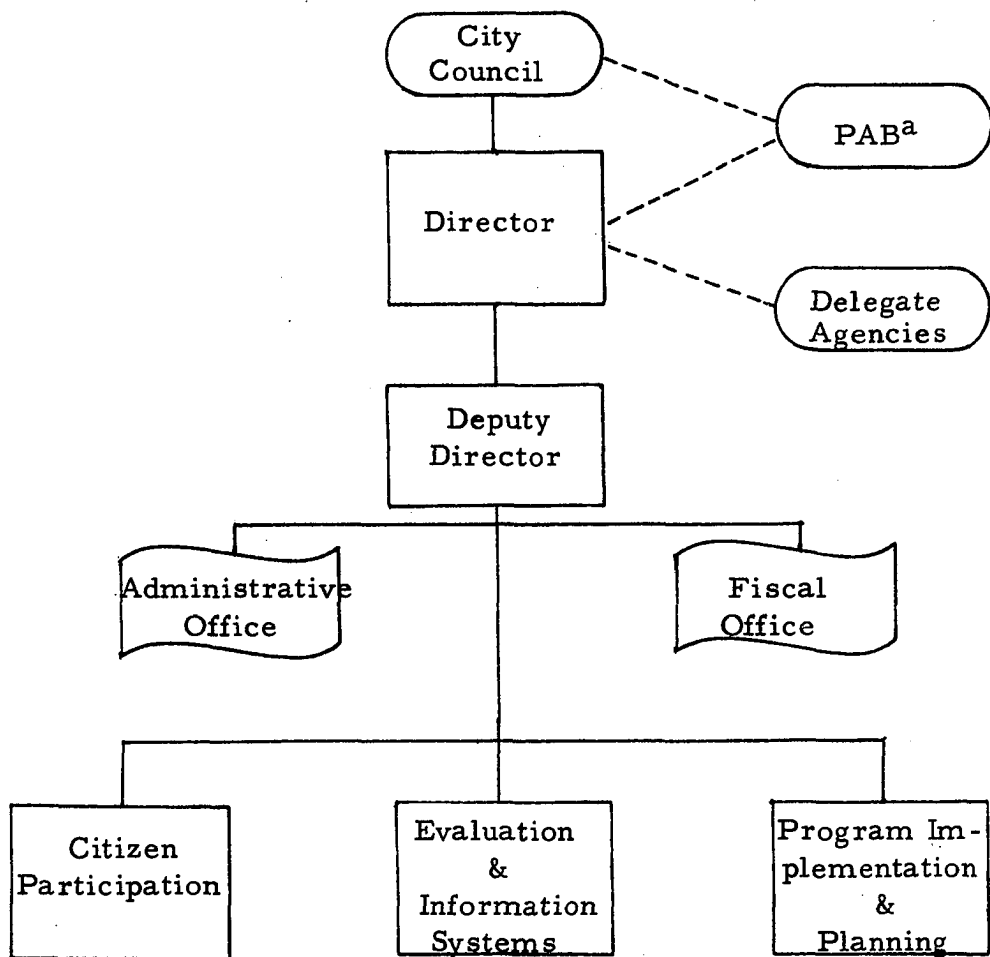 City
Council
PABᵃ
Director
Delegate
Agencies
Deputy
Director
Administrative
Office
Fiscal
Office
Citizen
Participation
Evaluation
&
Information
Systems
Program Im-
plementation
&
Planning